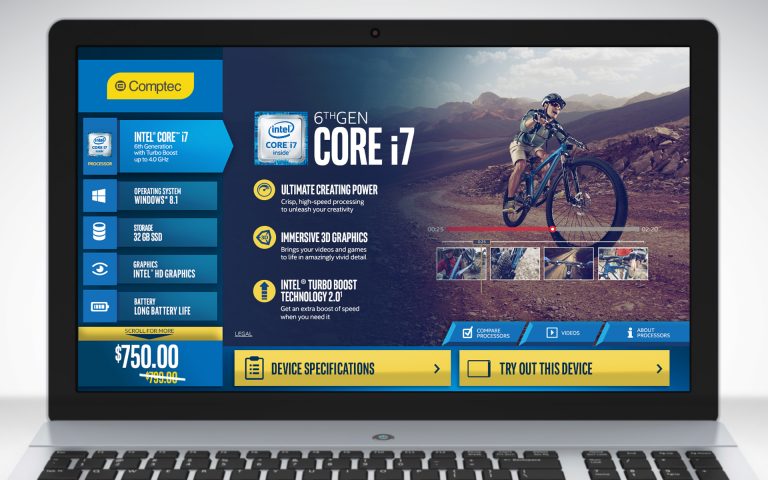 Comptec
INTEL® CORE™ i7
6th Generation
with Turbo Boost
up to 4.0 GHz
intel
CORE i7
inside
PROCESSOR
OPERATING SYSTEM
WINDOWS® 8.1
STORAGE
32 GB SSD
GRAPHICS
INTEL® HD GRAPHICS
BATTERY
LONG BATTERY LIFE
SCROLL FOR MORE
$750.00
$799.00
intel
CORE i7
inside
6TH GEN
CORE i7
ULTIMATE CREATING POWER
Crisp, high-speed processing
to unleash your creativity
IMMERSIVE 3D GRAPHICS
Brings your videos and games
to life in amazingly vivid detail
INTEL® TURBO BOOST
TECHNOLOGY 2.0¹
Get an extra boost of speed
when you need it
LEGAL
00:25
02:20
COMPARE
PROCESSORS
VIDEOS
ABOUT
PROCESSORS
DEVICE SPECIFICATIONS
TRY OUT THIS DEVICE